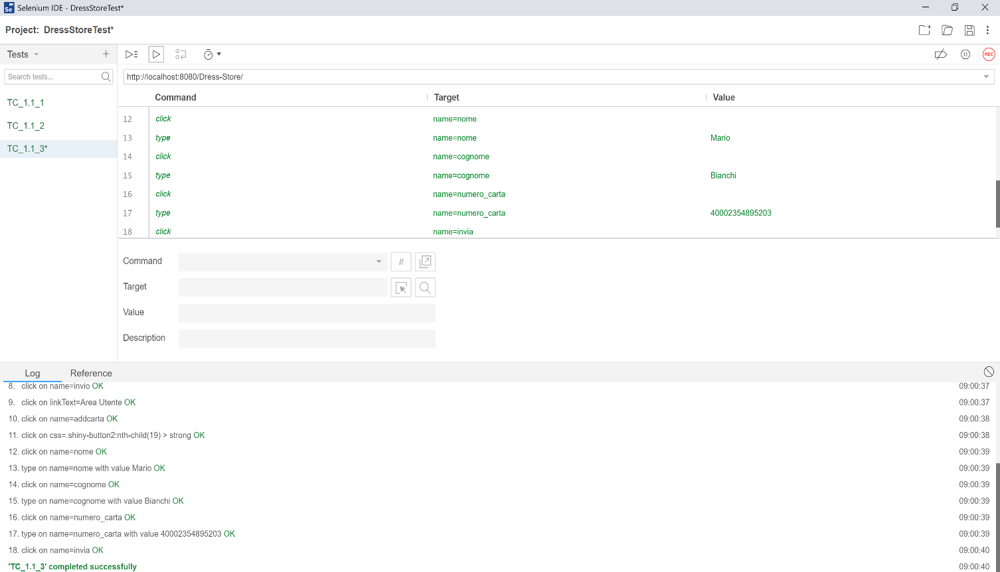 Se Selenium IDE - DressStoreTest*
Project: DressStoreTest*
Tests
Search tests...
TC_1.1_1
TC_1.1_2
TC_1.1_3*
REC
http://localhost:8080/Dress-Store/
Command Target Value
12 click name=nome
13 type name=nome Mario
14 click name=cognome
15 type name=cognome Bianchi
16 click name=numero_carta
17 type name=numero_carta 40002354895203
18 click name=invia
Command //
Target
Value
Description
Log Reference
8. click on name=invio OK 09:00:37
9. click on linkText=Area Utente OK 09:00:37
10. click on name=addcarta OK 09:00:38
11. click on css=.shiny-button2:nth-child(19) > strong OK 09:00:38
12. click on name=nome OK 09:00:39
13. type on name=nome with value Mario OK 09:00:39
14. click on name=cognome OK 09:00:39
15. type on name=cognome with value Bianchi OK 09:00:39
16. click on name=numero_carta OK 09:00:39
17. type on name=numero_carta with value 40002354895203 OK 09:00:39
18. click on name=invia OK 09:00:40
'TC_1.1_3' completed successfully 09:00:40